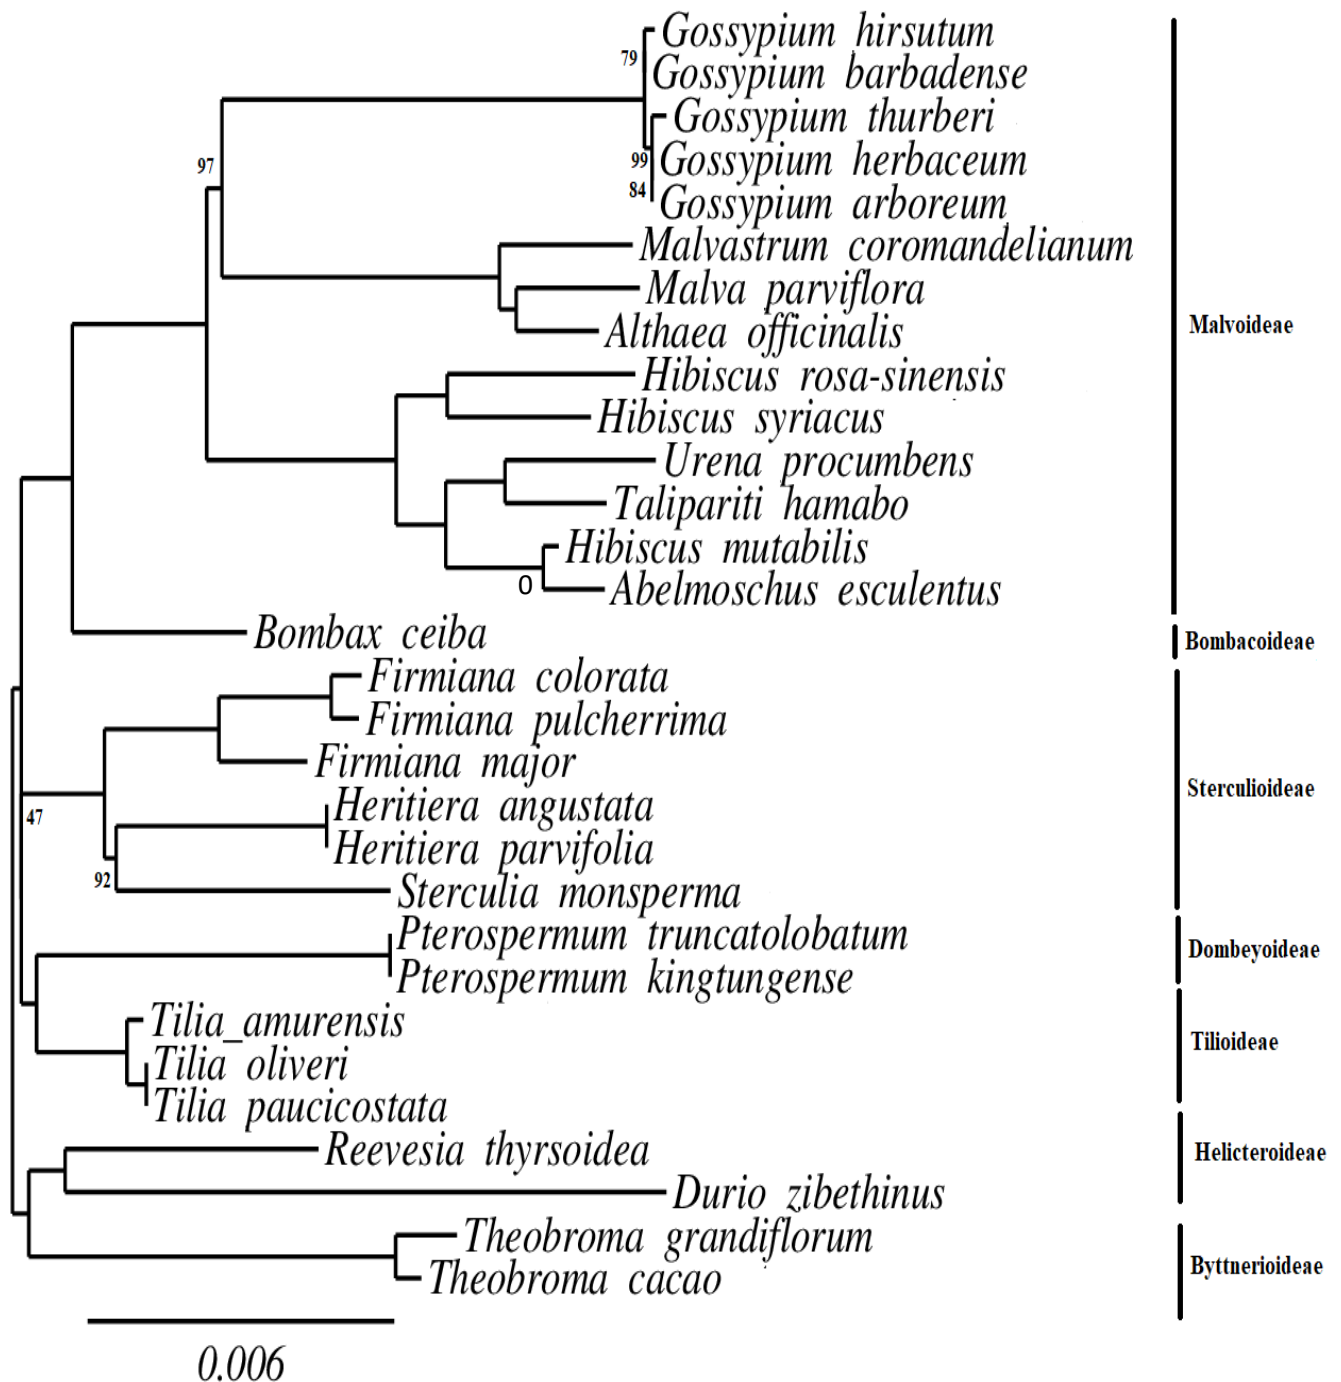 Gossypium hirsutum
79
Gossypium barbadense
Gossypium thurberi
97
99
Gossypium herbaceum
84
Gossypium arboreum
Malvastrum coromandelianum
Malva parviflora
Malvoideae
Althaea officinalis
Hibiscus rosa-sinensis
Hibiscus syriacus
Urena procumbens
Talipariti hamabo
Hibiscus mutabilis
0
Abelmoschus esculentus
Bombax ceiba
Bombacoideae
Firmiana colorata
Firmiana pulcherrima
Firmiana major
Sterculioideae
Heritiera angustata
47
Heritiera parvifolia
92
Sterculia monsperma
Pterospermum truncatolobatum
Dombeyoideae
Pterospermum kingtungense
Tilia_amurensis
Tilioideae
Tilia oliveri
Tilia paucicostata
Reevesia thyrsoidea
Helicteroideae
Durio zibethinus
Theobroma grandiflorum
Byttnerioideae
Theobroma cacao
0.006